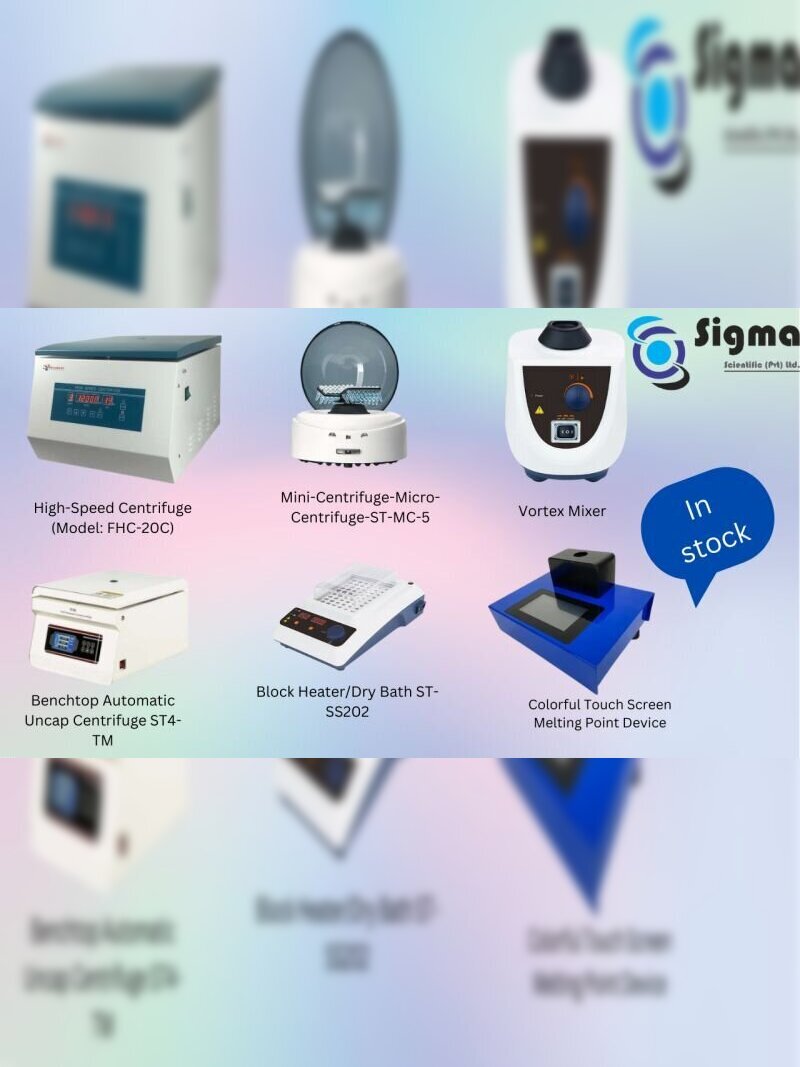 Sigma
Scientific (Pvt) Ltd.
12000
High-Speed Centrifuge
(Model: FHC-20C)
Mini-Centrifuge-Micro-
Centrifuge-ST-MC-5
Vortex Mixer
In
stock
Benchtop Automatic
Uncap Centrifuge ST4-
TM
Block Heater/Dry Bath ST-
SS202
Colorful Touch Screen
Melting Point Device